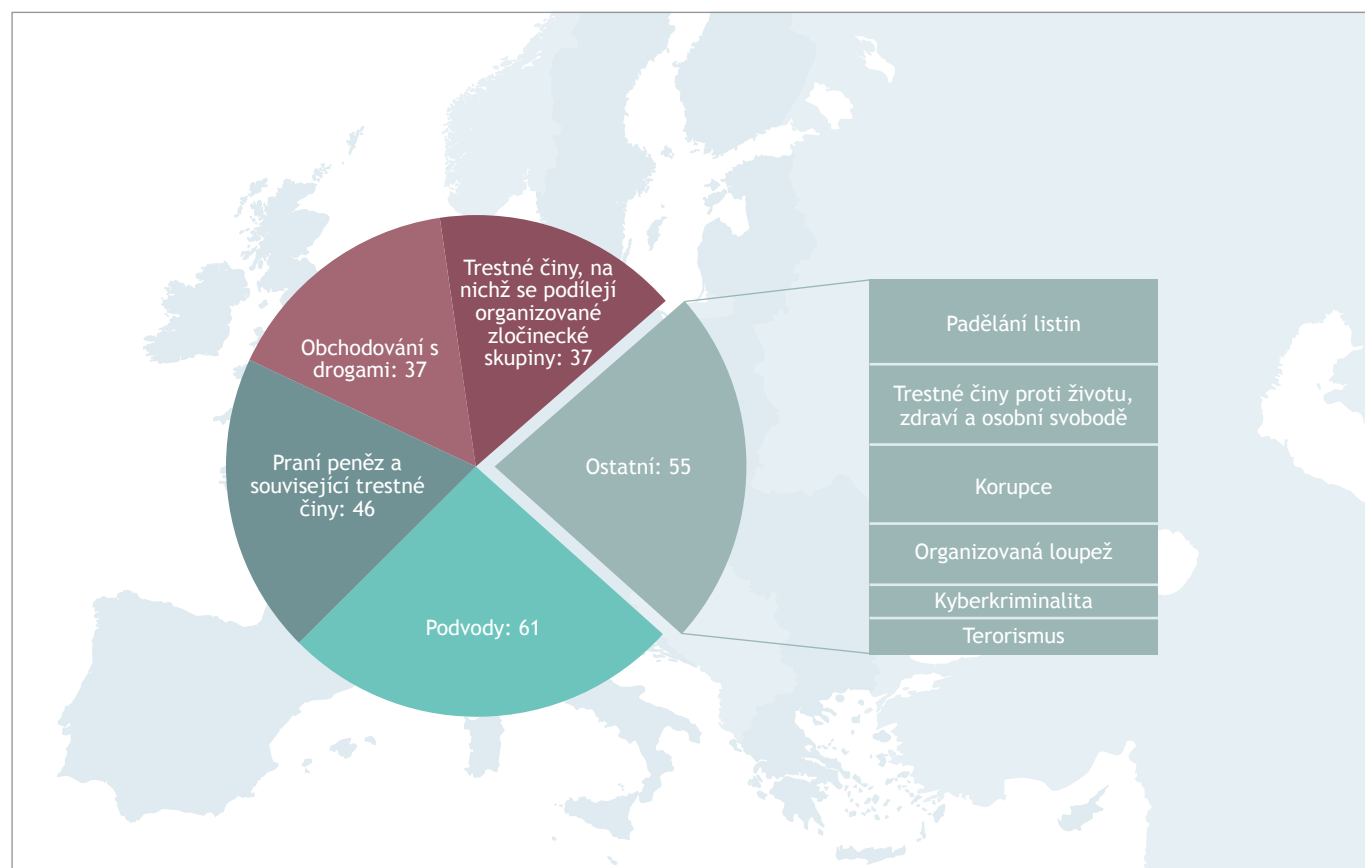 Trestné činy, na
nichž se podílejí
organizované
zločinecké
skupiny: 37
Obchodování s
drogami: 37
Praní peněz a
související trestné
činy: 46
Podvody: 61
Ostatní: 55
Padělání listin
Trestné činy proti životu,
zdraví a osobní svobodě
Korupce
Organizovaná loupež
Kyberkriminalita
Terorismus